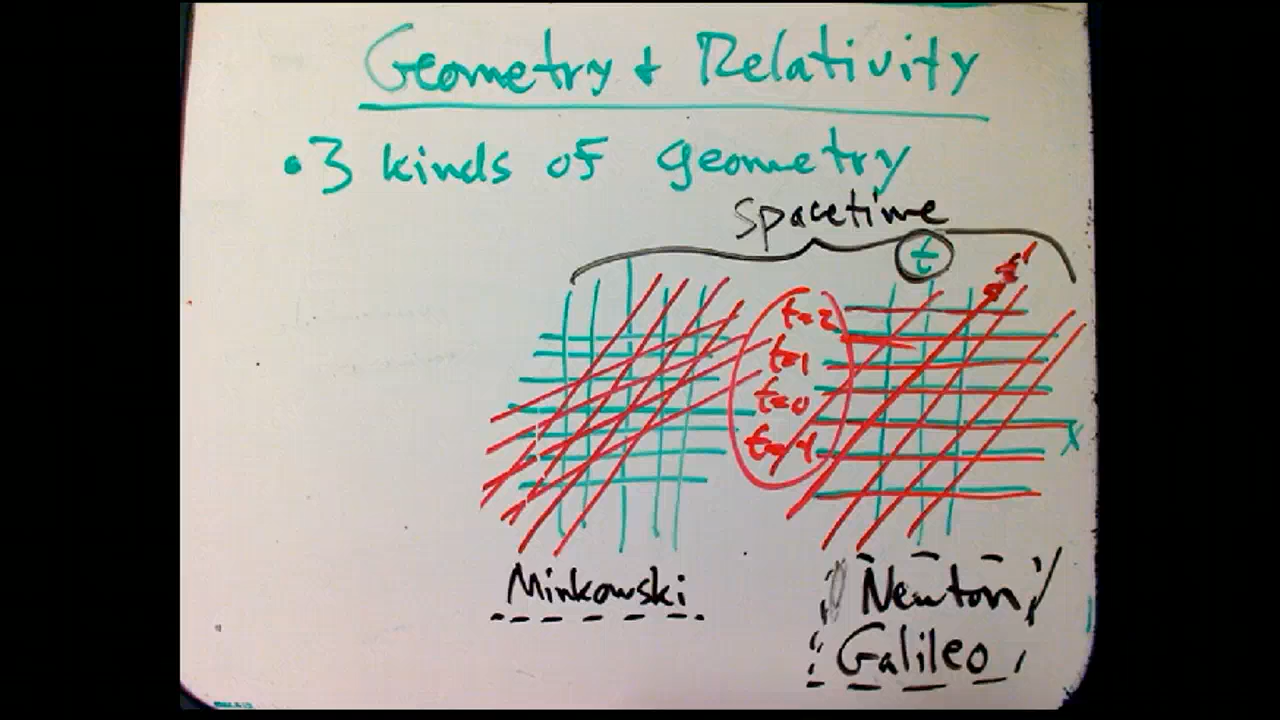 Geometry + Relativity
• 3 kinds of geometry
Spacetime
t
t'
t=2
t=1
t=0
t=-1
x
Minkowski
Newton/
Galileo